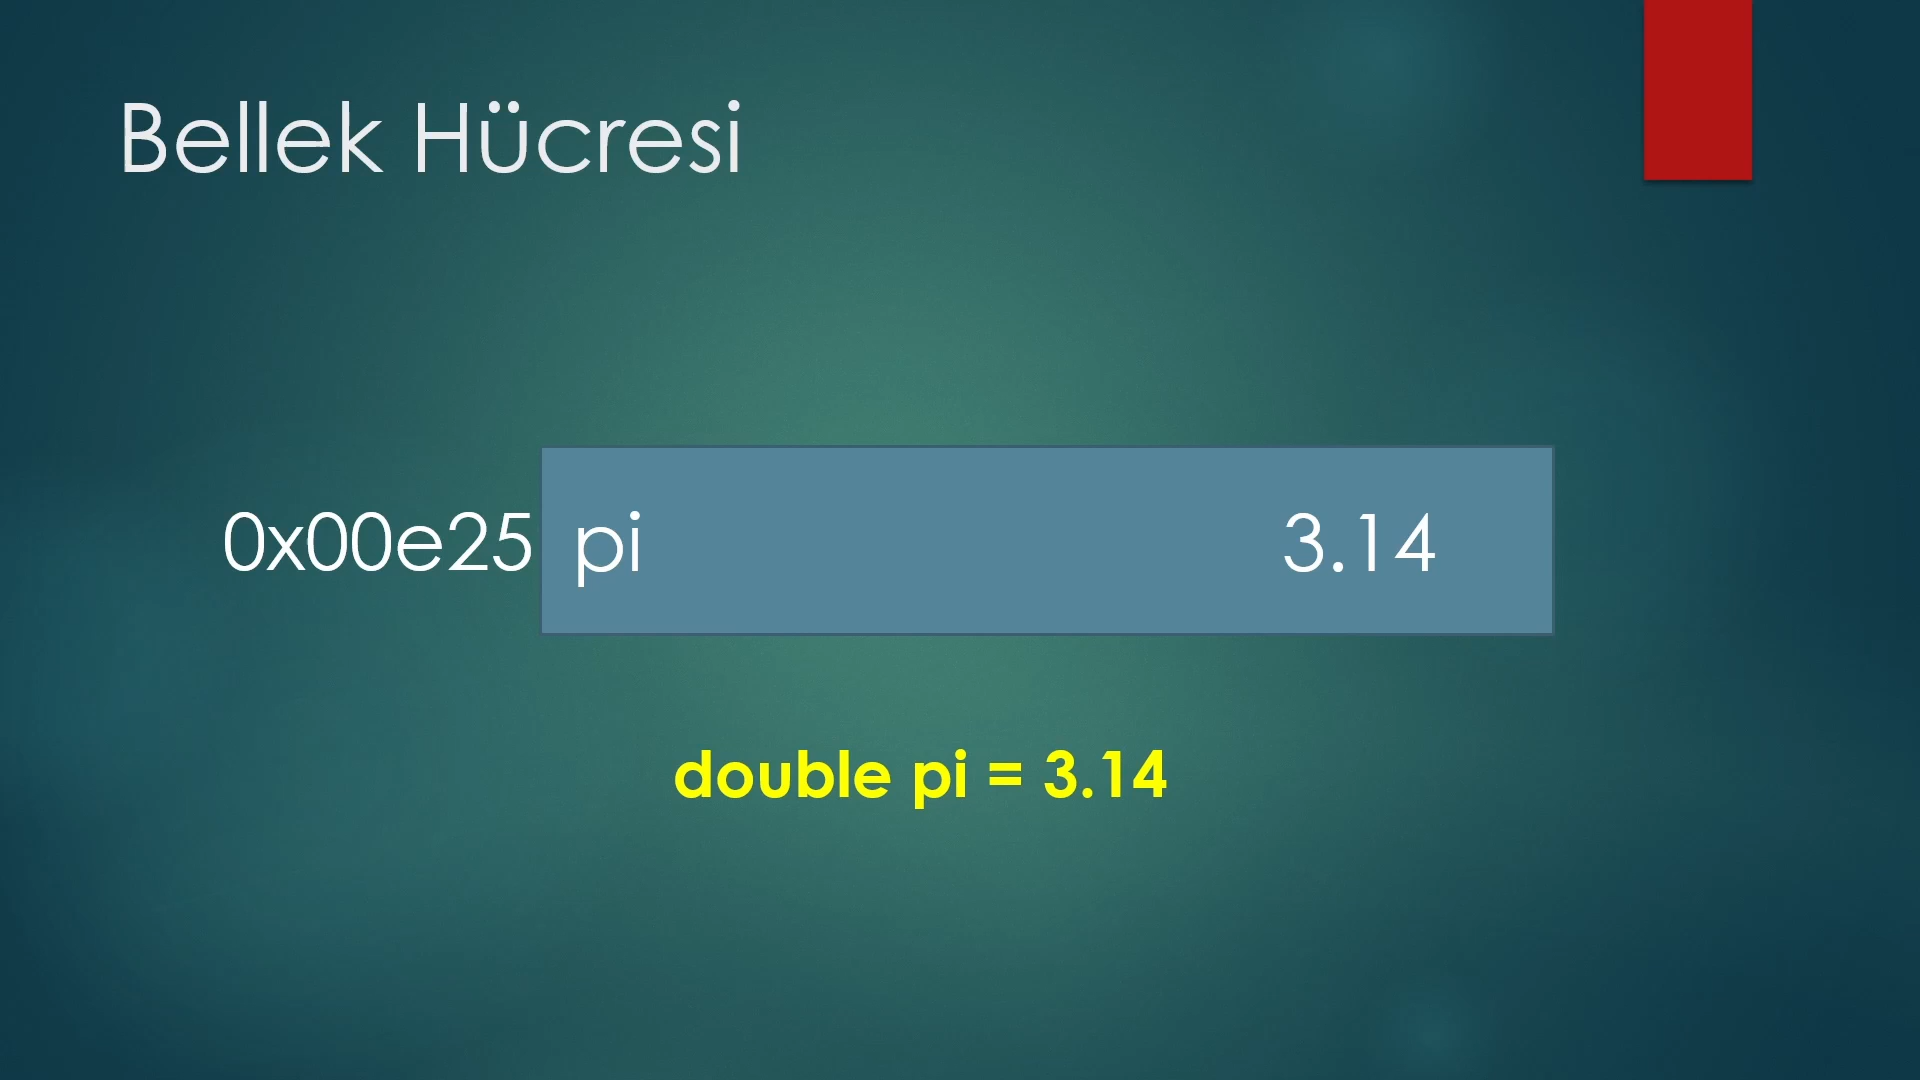 Bellek Hücresi
0x00e25 pi 3.14
double pi = 3.14